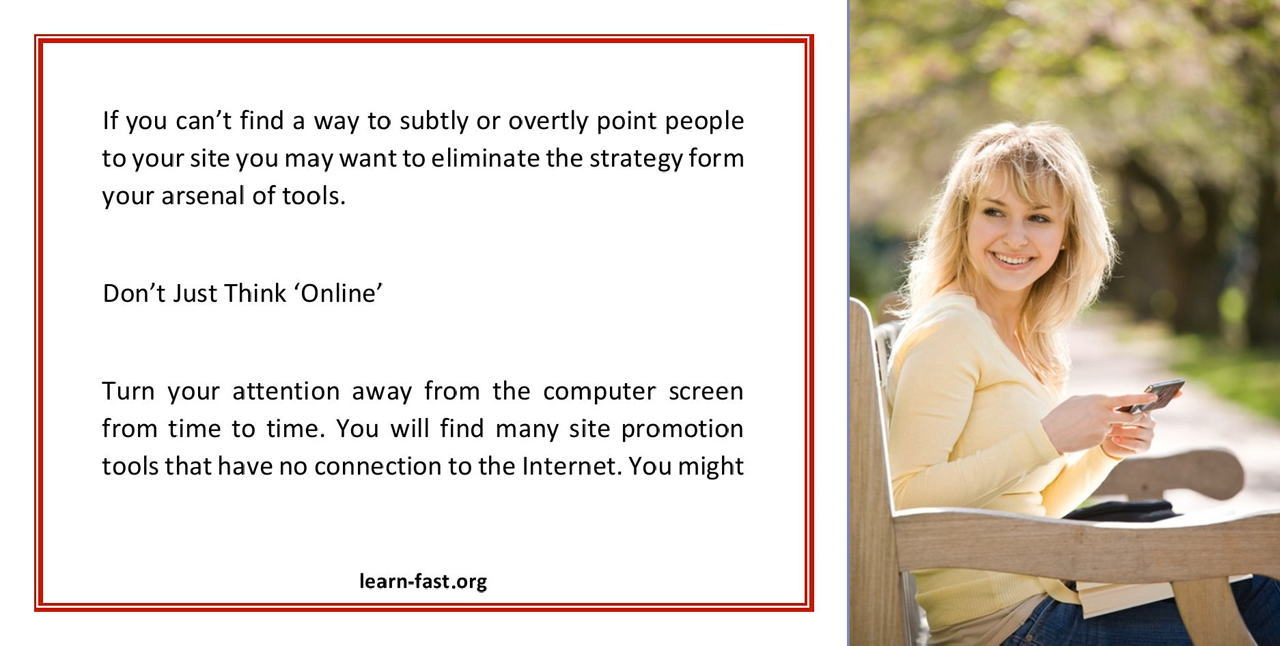 If you can’t find a way to subtly or overtly point people
to your site you may want to eliminate the strategy form
your arsenal of tools.
Don’t Just Think ‘Online’
Turn your attention away from the computer screen
from time to time. You will find many site promotion
tools that have no connection to the Internet. You might
learn-fast.org